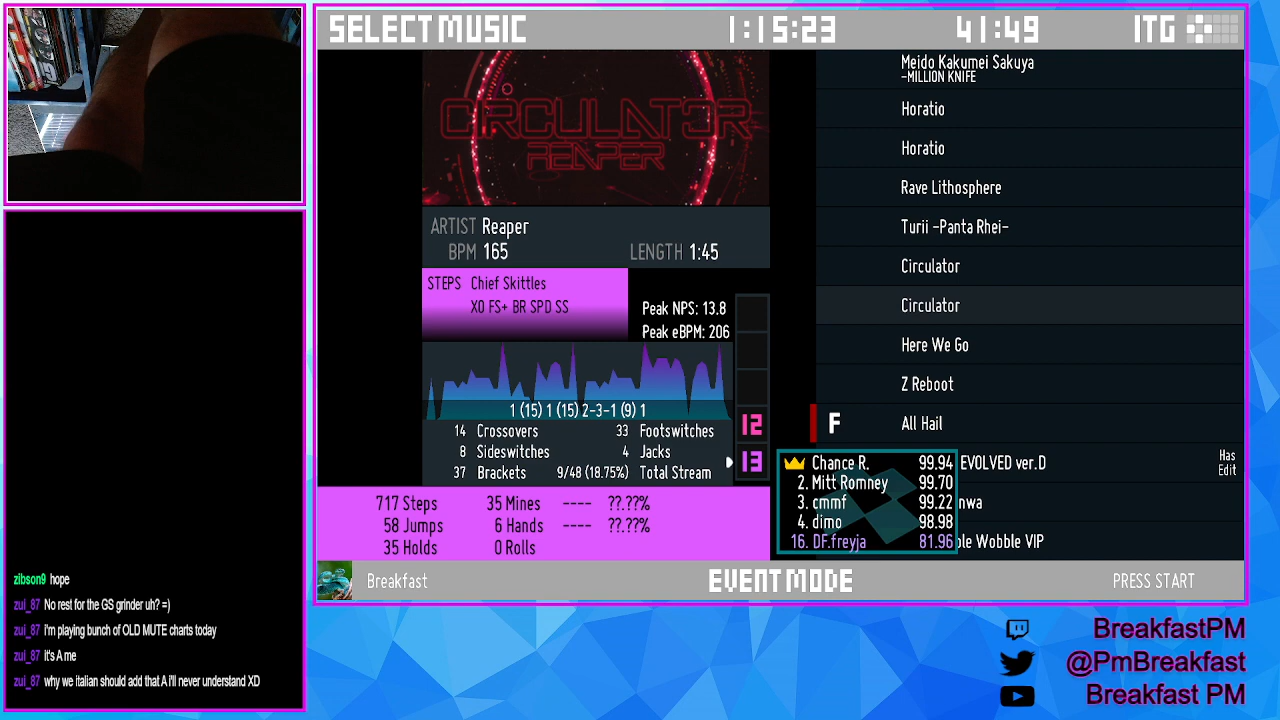 SELECT MUSIC
1:15:23
41:49
ITG
CIRCULATOR
REAPER
ARTIST Reaper
BPM 165
LENGTH 1:45
STEPS Chief Skittles
XO FS+ BR SPD SS
Peak NPS: 13.8
Peak eBPM: 206
1 (15) 1 (15) 2-3-1 (9) 1
14 Crossovers
33 Footswitches
8 Sideswitches
4 Jacks
37 Brackets
9/48 (18.75%) Total Stream
12
13
717 Steps
35 Mines
---- ??.??%
58 Jumps
6 Hands
---- ??.??%
35 Holds
0 Rolls
Meido Kakumei Sakuya
~MILLION KNIFE
Horatio
Horatio
Rave Lithosphere
Turii ~Panta Rhei~
Circulator
Circulator
Here We Go
Z Reboot
F All Hail
EVOLVED ver.D
Has
Edit
nwa
ble Wobble VIP
Chance R. 99.94
2. Mitt Romney 99.70
3. cmmf 99.22
4. dimo 98.98
16. DF.freyja 81.96
Breakfast
EVENT MODE
PRESS START
zibson9 hope
zui_87 No rest for the GS grinder uh? =)
zui_87 i'm playing bunch of OLD MUTE charts today
zui_87 it's A me
zui_87 why we italian should add that A i'll never understand XD
BreakfastPM
@PmBreakfast
Breakfast PM